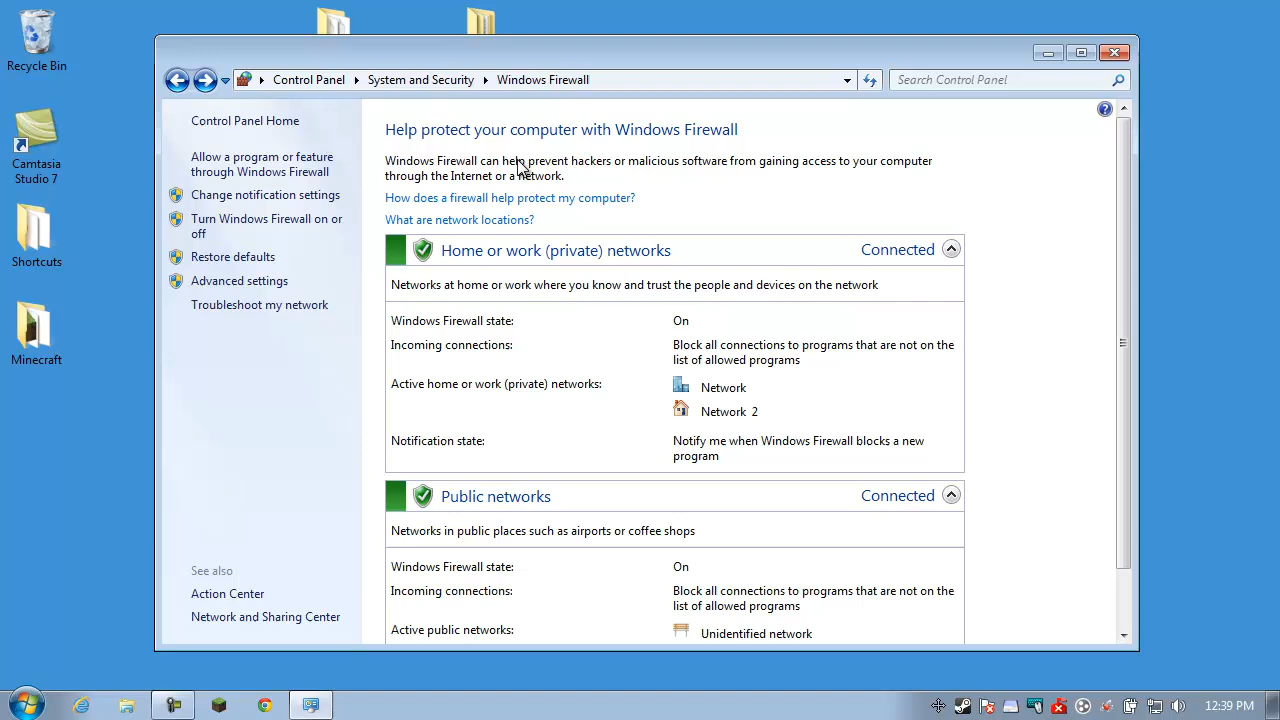 Recycle Bin
Camtasia
Studio 7
Shortcuts
Minecraft
Control Panel
System and Security
Windows Firewall
Search Control Panel
Control Panel Home
Allow a program or feature
through Windows Firewall
Change notification settings
Turn Windows Firewall on or
off
Restore defaults
Advanced settings
Troubleshoot my network
See also
Action Center
Network and Sharing Center
Help protect your computer with Windows Firewall
Windows Firewall can help prevent hackers or malicious software from gaining access to your computer
through the Internet or a network.
How does a firewall help protect my computer?
What are network locations?
Home or work (private) networks Connected
Networks at home or work where you know and trust the people and devices on the network
Windows Firewall state: On
Incoming connections: Block all connections to programs that are not on the
list of allowed programs
Active home or work (private) networks: Network
Network 2
Notification state: Notify me when Windows Firewall blocks a new
program
Public networks Connected
Networks in public places such as airports or coffee shops
Windows Firewall state: On
Incoming connections: Block all connections to programs that are not on the
list of allowed programs
Active public networks: Unidentified network
12:39 PM